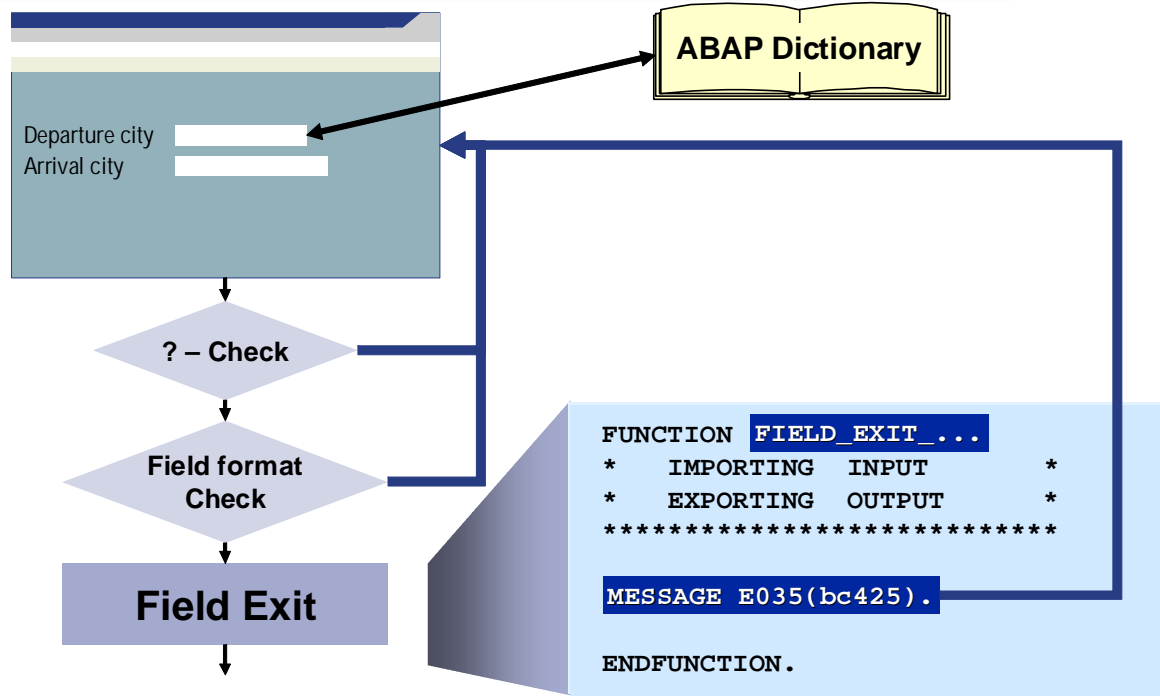 ABAP Dictionary
Departure city
Arrival city
? – Check
Field format
Check
Field Exit
FUNCTION FIELD_EXIT_...
* IMPORTING INPUT *
* EXPORTING OUTPUT *
****************************
MESSAGE E035(bc425).
ENDFUNCTION.